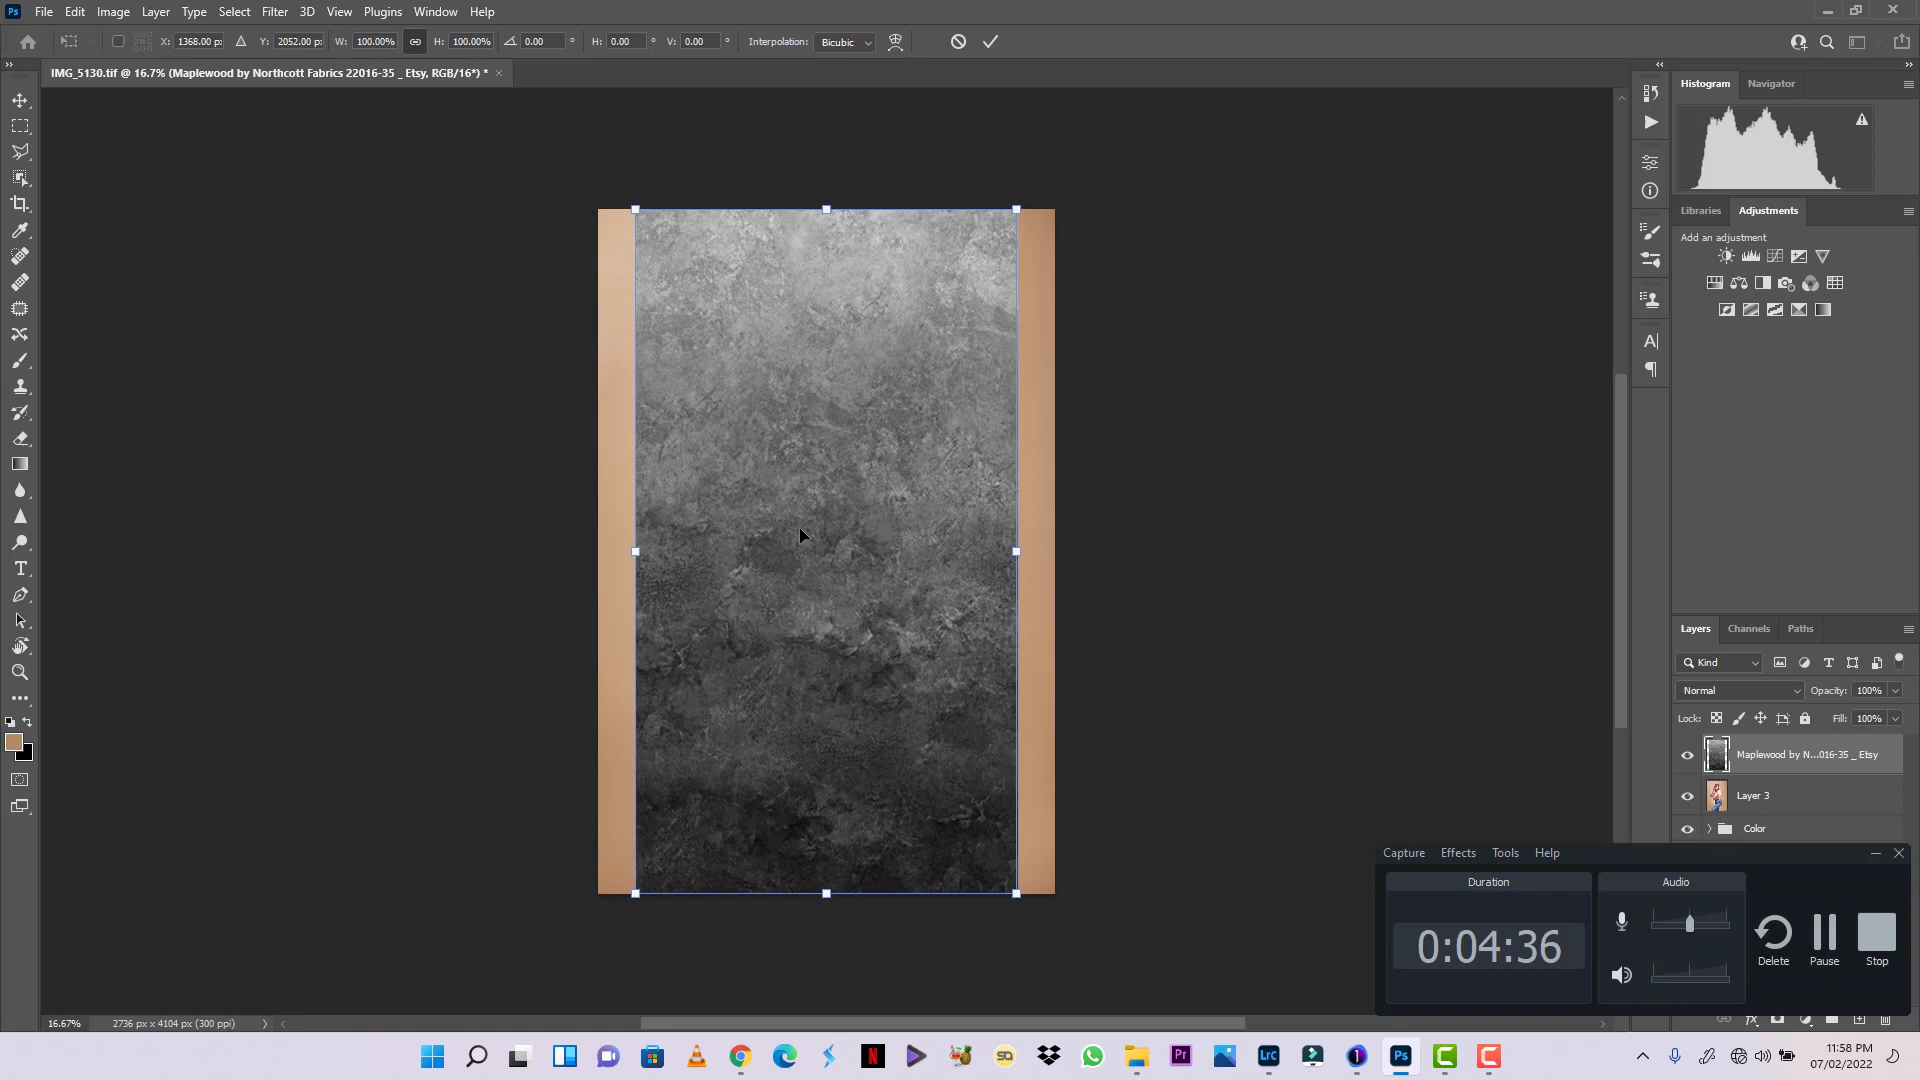 Ps File Edit Image Layer Type Select Filter 3D View Plugins Window Help
X: 1368.00 p: Y: 2052.00 p: W: 100.00% H: 100.00% 0.00 ° H: 0.00 ° V: 0.00 ° Interpolation: Bicubic
IMG_5130.tif @ 16.7% (Maplewood by Northcott Fabrics 22016-35 _ Etsy, RGB/16*) * ×
Histogram Navigator
Libraries Adjustments
Add an adjustment
Layers Channels Paths
Kind
Normal Opacity: 100%
Lock: Fill: 100%
Maplewood by N...016-35 _ Etsy
Layer 3
Color
Capture Effects Tools Help
Duration Audio
0:04:36
Delete Pause Stop
16.67% 2736 px x 4104 px (300 ppi)
Pr Lrc Ps
11:58 PM
07/02/2022